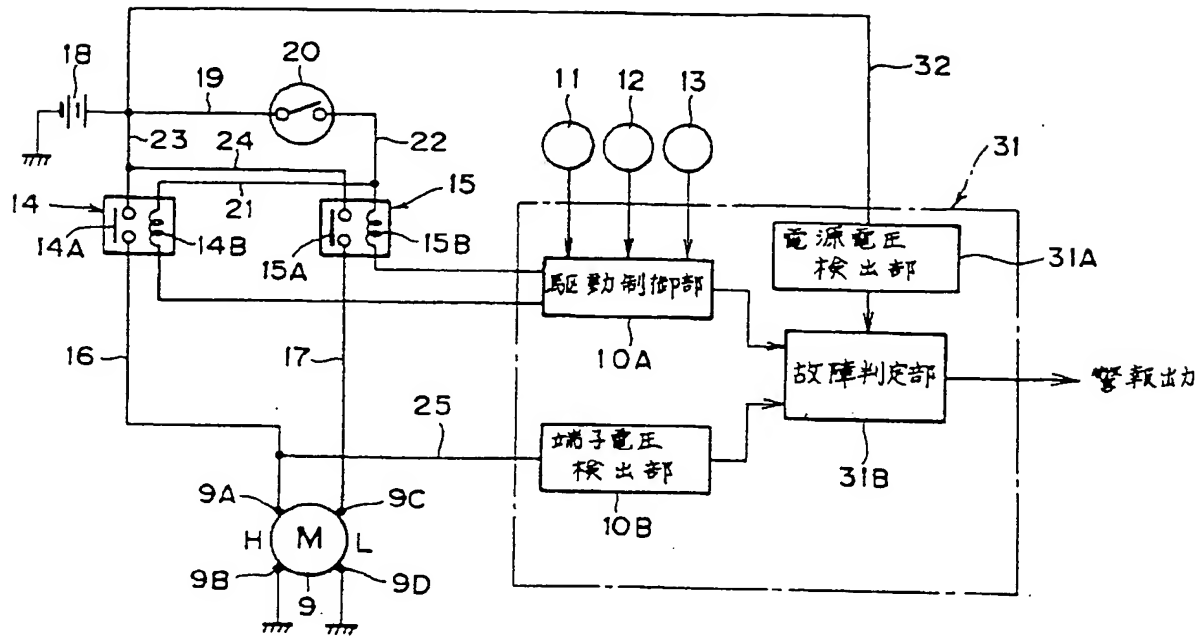 18
20
19
11
12
13
32
23
24
22
31
14
14A
21
14B
15
15A
15B
電源電圧
検出部
31A
駆動制御部
10A
16
17
故障判定部
警報出力
25
端子電圧
検出部
31B
10B
9A
9C
H
M
L
9B
9
9D